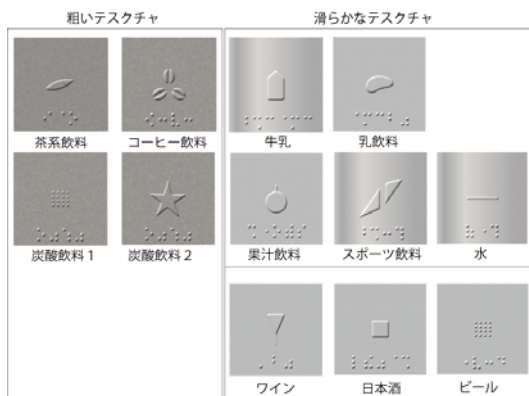 粗いテスクチャ
滑らかなテスクチャ
茶系飲料
コーヒー飲料
牛乳
乳飲料
炭酸飲料 1
炭酸飲料 2
果汁飲料
スポーツ飲料
水
ワイン
日本酒
ビール